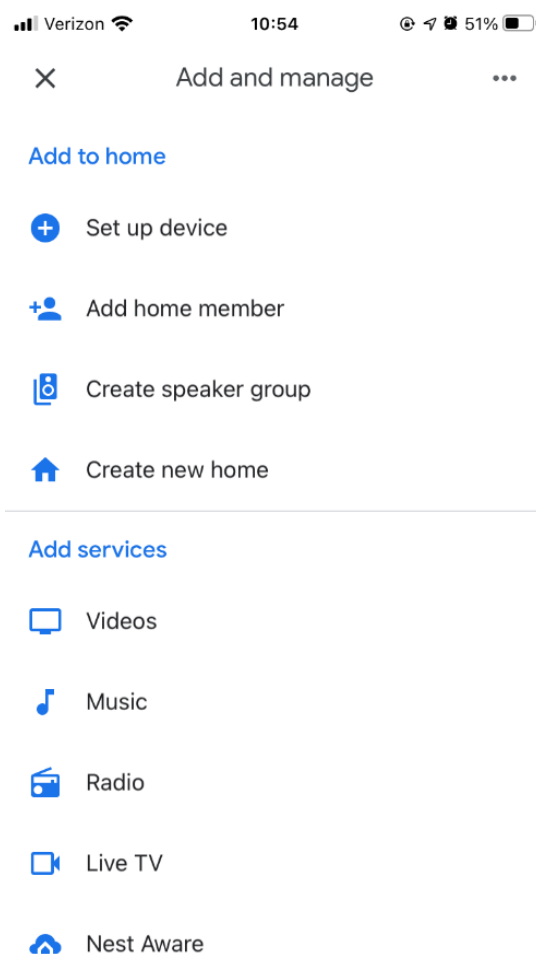 Verizon 10:54 51%
Add and manage
Add to home
Set up device
Add home member
Create speaker group
Create new home
Add services
Videos
Music
Radio
Live TV
Nest Aware